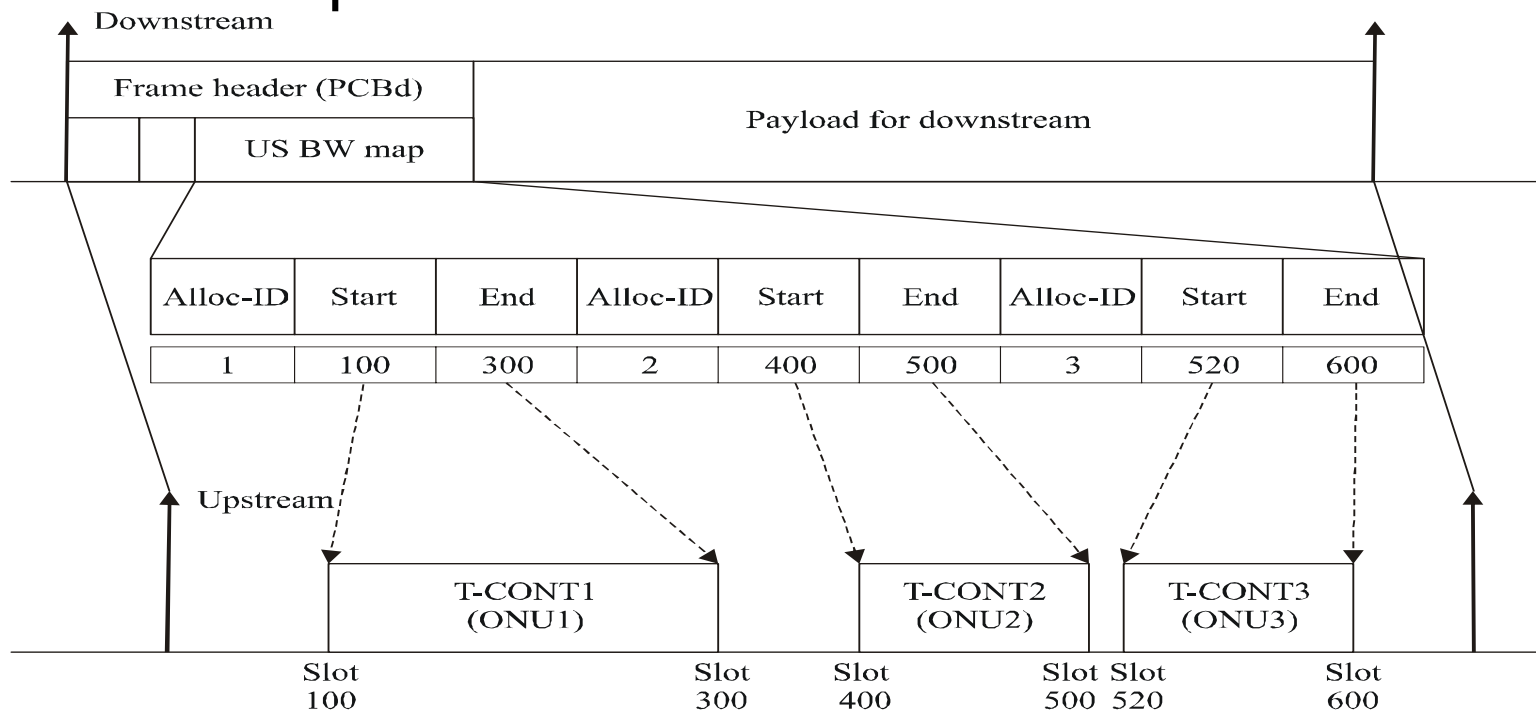 Downstream
Frame header (PCBd)
Payload for downstream
US BW map
Alloc-ID Start End Alloc-ID Start End Alloc-ID Start End
1 100 300 2 400 500 3 520 600
Upstream
T-CONT1 T-CONT2 T-CONT3
(ONU1) (ONU2) (ONU3)
Slot Slot Slot Slot Slot Slot
100 300 400 500 520 600